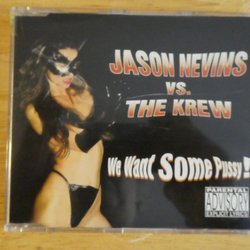 JASON NEVINS
VS.
THE KREW
We Want Some Pussy!!
PARENTAL
ADVISORY
EXPLICIT LYRICS